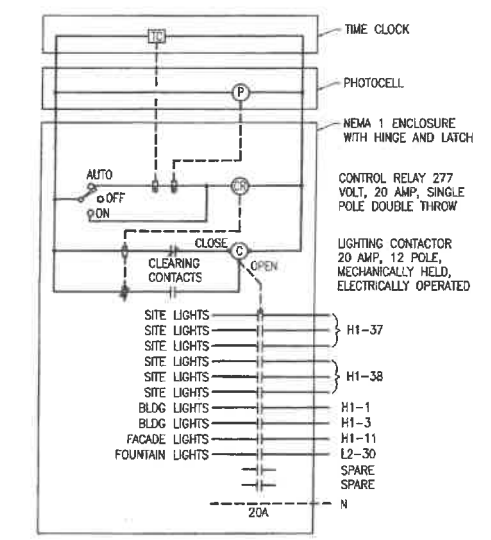 TC
TIME CLOCK
P
PHOTOCELL
NEMA 1 ENCLOSURE
WITH HINGE AND LATCH
AUTO
OFF
ON
CR
CONTROL RELAY 277
VOLT, 20 AMP, SINGLE
POLE DOUBLE THROW
CLOSE
C
OPEN
CLEARING
CONTACTS
LIGHTING CONTACTOR
20 AMP, 12 POLE,
MECHANICALLY HELD,
ELECTRICALLY OPERATED
SITE LIGHTS
SITE LIGHTS H1-37
SITE LIGHTS
SITE LIGHTS
SITE LIGHTS H1-38
SITE LIGHTS
BLDG LIGHTS H1-1
BLDG LIGHTS H1-3
FACADE LIGHTS H1-11
FOUNTAIN LIGHTS L2-30
SPARE
SPARE
N
20A